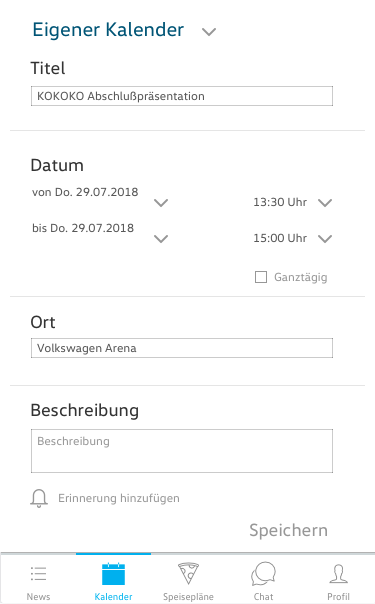 Eigener Kalender
Titel
KOKOKO Abschlußpräsentation
Datum
von Do. 29.07.2018
13:30 Uhr
bis Do. 29.07.2018
15:00 Uhr
Ganztägig
Ort
Volkswagen Arena
Beschreibung
Beschreibung
Erinnerung hinzufügen
Speichern
News Kalender Speisepläne Chat Profil